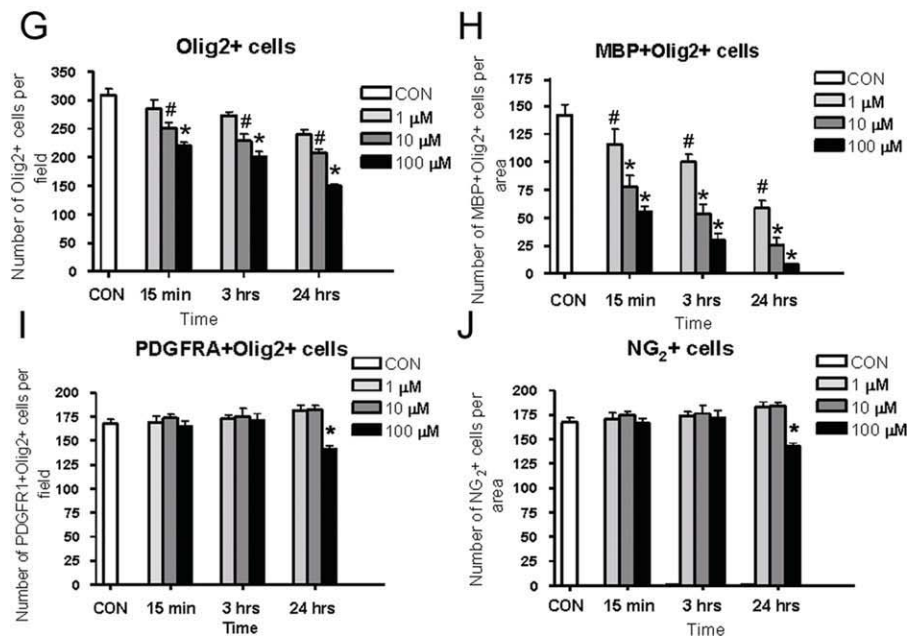 G
Olig2+ cells
Number of Olig2+ cells per
field
350
300
250
200
150
100
50
0
CON
1 µM
10 µM
100 µM
#
*
#
*
#
*
CON 15 min 3 hrs 24 hrs
Time
H
MBP+Olig2+ cells
Number of MBP+Olig2+ cells per
area
175
150
125
100
75
50
25
0
CON
1 µM
10 µM
100 µM
#
*
*
#
*
*
#
*
*
CON 15 min 3 hrs 24 hrs
Time
I
PDGFRA+Olig2+ cells
Number of PDGFR1+Olig2+ cells per
field
200
175
150
125
100
75
50
25
0
CON
1 µM
10 µM
100 µM
*
CON 15 min 3 hrs 24 hrs
Time
J
NG₂+ cells
Number of NG₂+ cells per
area
200
175
150
125
100
75
50
25
0
CON
1 µM
10 µM
100 µM
*
CON 15 min 3 hrs 24 hrs
Time